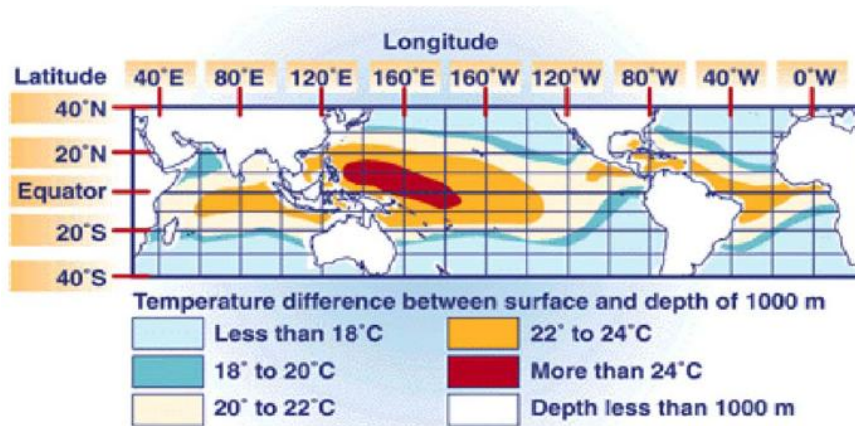 Longitude
Latitude 40°E 80°E 120°E 160°E 160°W 120°W 80°W 40°W 0°W
40°N
20°N
Equator
20°S
40°S
Temperature difference between surface and depth of 1000 m
Less than 18°C 22° to 24°C
18° to 20°C More than 24°C
20° to 22°C Depth less than 1000 m